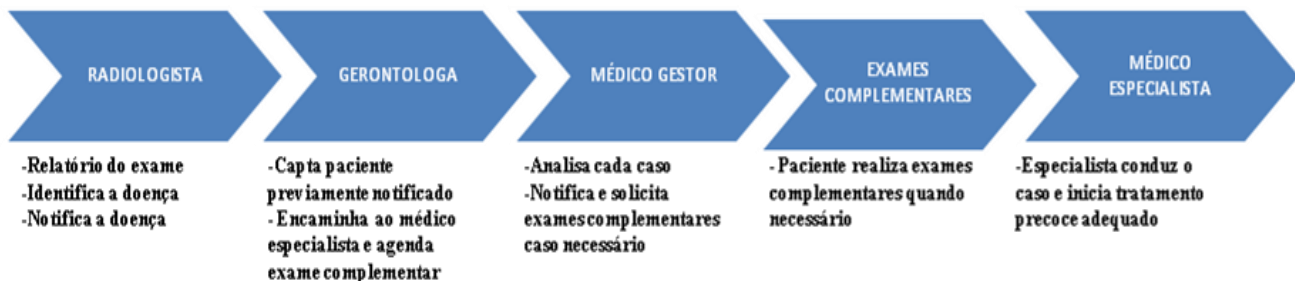 RADIOLOGISTA
GERONTOLOGA
MÉDICO GESTOR
EXAMES
COMPLEMENTARES
MÉDICO
ESPECIALISTA
-Relatório do exame
-Identifica a doença
-Notifica a doença
-Capta paciente
previamente notificado
- Encaminha ao médico
especialista e agenda
exame complementar
-Analisa cada caso
-Notifica e solicita
exames complementares
caso necessário
- Paciente realiza exames
complementares quando
necessário
-Especialista conduz o
caso e inicia tratamento
precoce adequado